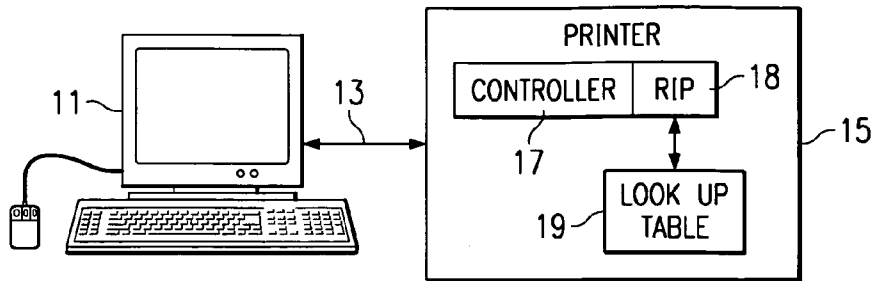 PRINTER
CONTROLLER RIP
18
11
13
17
15
19
LOOK UP
TABLE